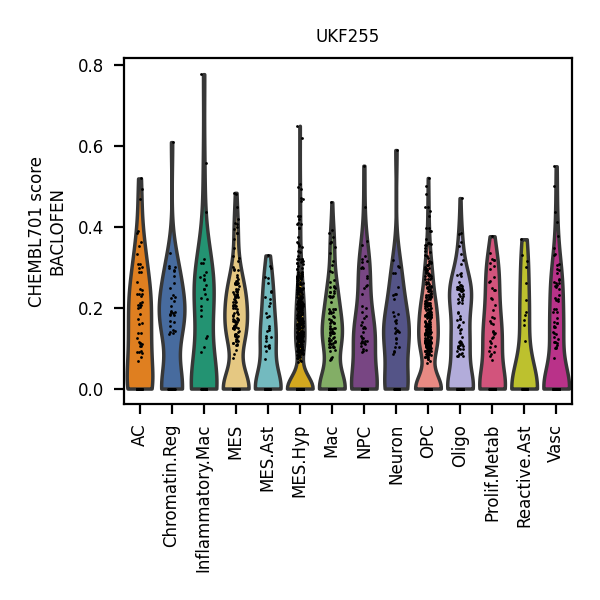 UKF255
CHEMBL701 score
BACLOFEN
0.8
0.6
0.4
0.2
0.0
AC
Chromatin.Reg
Inflammatory.Mac
MES
MES.Ast
MES.Hyp
Mac
NPC
Neuron
OPC
Oligo
Prolif.Metab
Reactive.Ast
Vasc